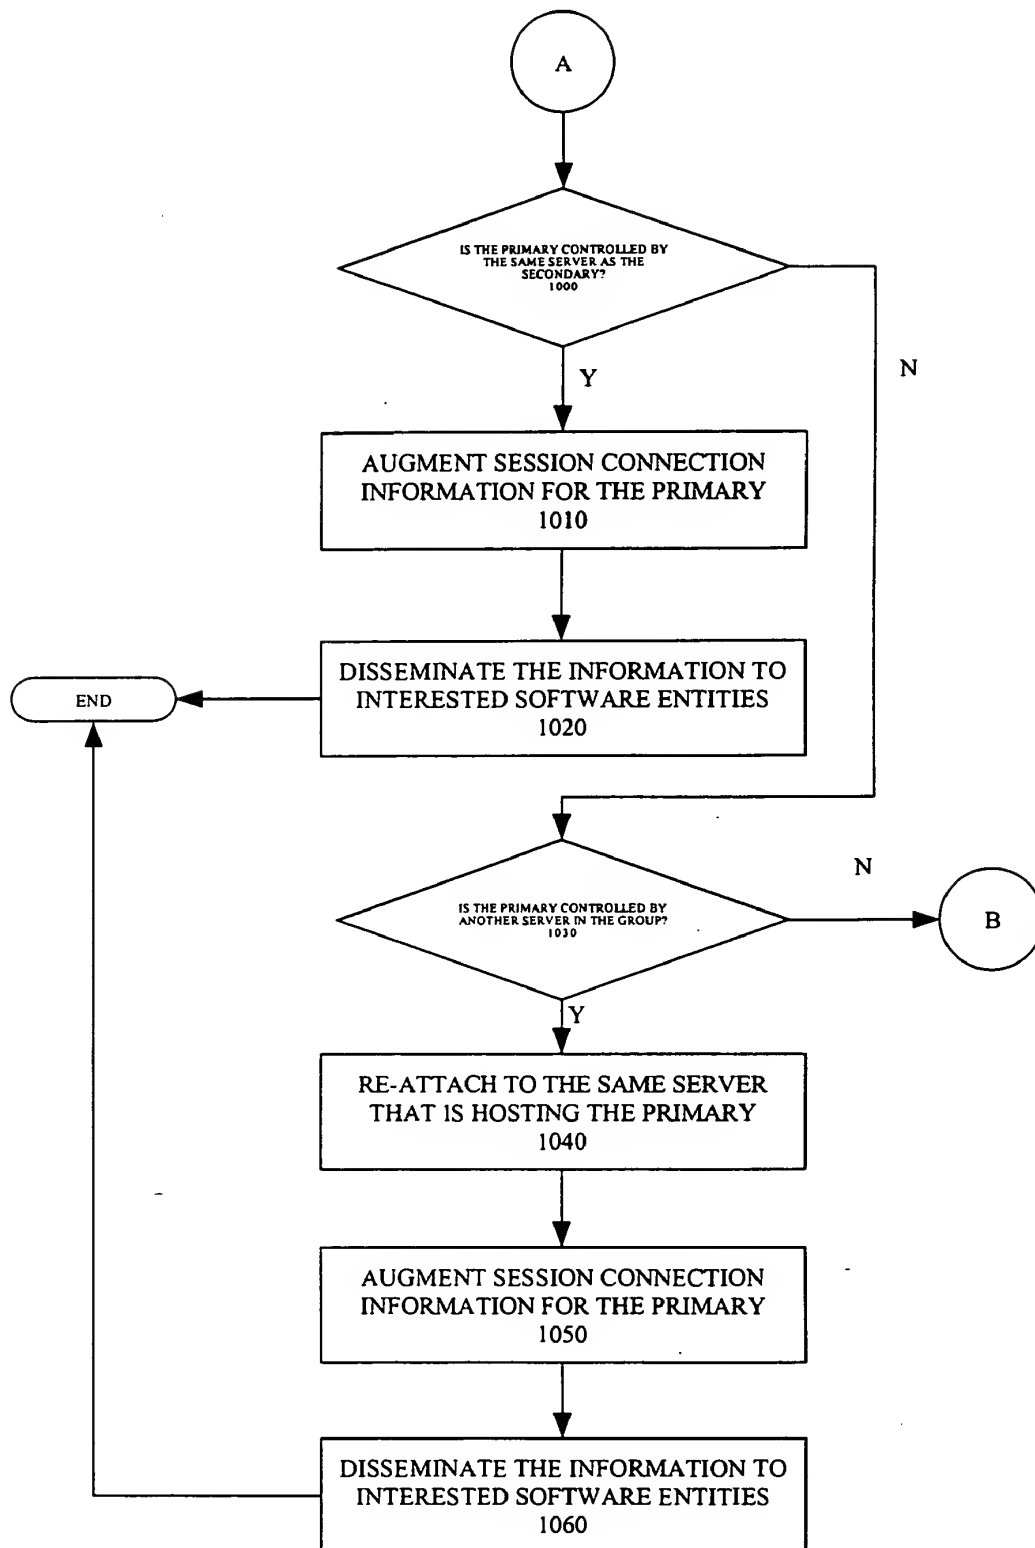 A
IS THE PRIMARY CONTROLLED BY
THE SAME SERVER AS THE
SECONDARY?
1000
Y
N
AUGMENT SESSION CONNECTION
INFORMATION FOR THE PRIMARY
1010
DISSEMINATE THE INFORMATION TO
INTERESTED SOFTWARE ENTITIES
1020
END
IS THE PRIMARY CONTROLLED BY
ANOTHER SERVER IN THE GROUP?
1030
N
B
Y
RE-ATTACH TO THE SAME SERVER
THAT IS HOSTING THE PRIMARY
1040
AUGMENT SESSION CONNECTION
INFORMATION FOR THE PRIMARY
1050
DISSEMINATE THE INFORMATION TO
INTERESTED SOFTWARE ENTITIES
1060